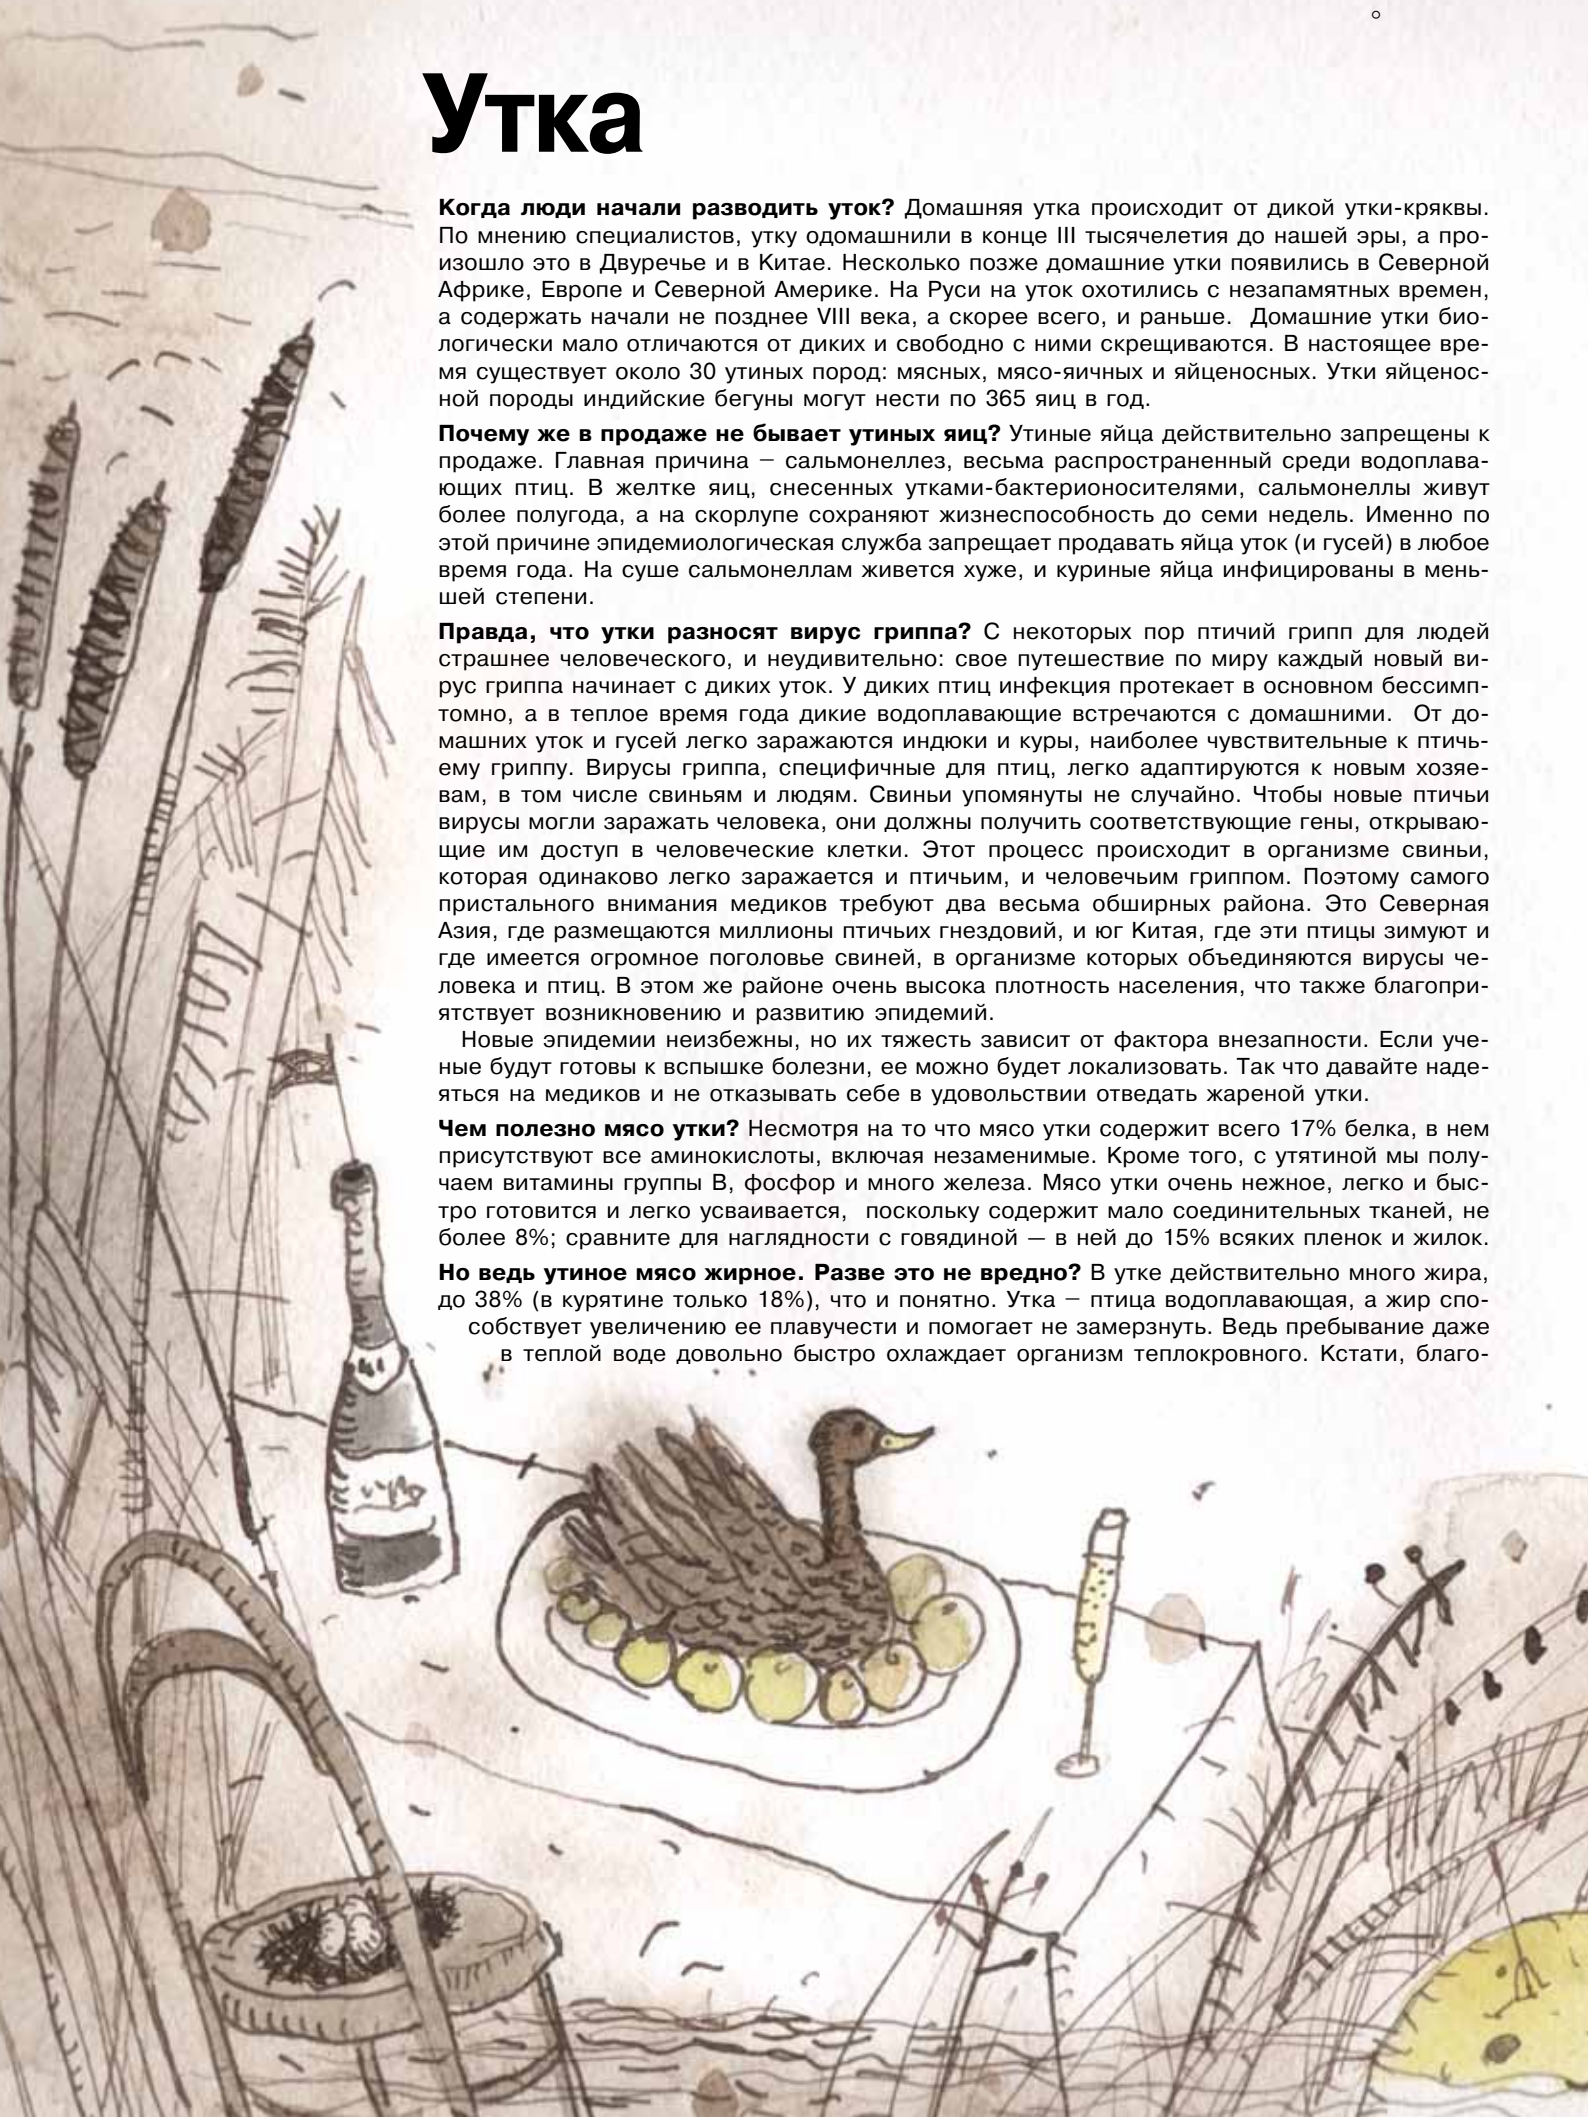 Утка
Когда люди начали разводить уток? Домашняя утка происходит от дикой утки-кряквы.
По мнению специалистов, утку одомашнили в конце III тысячелетия до нашей эры, а про-
изошло это в Двуречье и в Китае. Несколько позже домашние утки появились в Северной
Африке, Европе и Северной Америке. На Руси на уток охотились с незапамятных времен,
а содержать начали не позднее VIII века, а скорее всего, и раньше. Домашние утки био-
логически мало отличаются от диких и свободно с ними скрещиваются. В настоящее вре-
мя существует около 30 утиных пород: мясных, мясо-яичных и яйценосных. Утки яйценос-
ной породы индийские бегуны могут нести по 365 яиц в год.
Почему же в продаже не бывает утиных яиц? Утиные яйца действительно запрещены к
продаже. Главная причина – сальмонеллез, весьма распространенный среди водоплава-
ющих птиц. В желтке яиц, снесенных утками-бактерионосителями, сальмонеллы живут
более полугода, а на скорлупе сохраняют жизнеспособность до семи недель. Именно по
этой причине эпидемиологическая служба запрещает продавать яйца уток (и гусей) в любое
время года. На суше сальмонеллам живется хуже, и куриные яйца инфицированы в мень-
шей степени.
Правда, что утки разносят вирус гриппа? С некоторых пор птичий грипп для людей
страшнее человеческого, и неудивительно: свое путешествие по миру каждый новый ви-
рус гриппа начинает с диких уток. У диких птиц инфекция протекает в основном бессимп-
томно, а в теплое время года дикие водоплавающие встречаются с домашними. От до-
машних уток и гусей легко заражаются индюки и куры, наиболее чувствительные к птичь-
ему гриппу. Вирусы гриппа, специфичные для птиц, легко адаптируются к новым хозяе-
вам, в том числе свиньям и людям. Свиньи упомянуты не случайно. Чтобы новые птичьи
вирусы могли заражать человека, они должны получить соответствующие гены, открываю-
щие им доступ в человеческие клетки. Этот процесс происходит в организме свиньи,
которая одинаково легко заражается и птичьим, и человечьим гриппом. Поэтому самого
пристального внимания медиков требуют два весьма обширных района. Это Северная
Азия, где размещаются миллионы птичьих гнездовий, и юг Китая, где эти птицы зимуют и
где имеется огромное поголовье свиней, в организме которых объединяются вирусы че-
ловека и птиц. В этом же районе очень высока плотность населения, что также благопри-
ятствует возникновению и развитию эпидемий.
Новые эпидемии неизбежны, но их тяжесть зависит от фактора внезапности. Если уче-
ные будут готовы к вспышке болезни, ее можно будет локализовать. Так что давайте наде-
яться на медиков и не отказывать себе в удовольствии отведать жареной утки.
Чем полезно мясо утки? Несмотря на то что мясо утки содержит всего 17% белка, в нем
присутствуют все аминокислоты, включая незаменимые. Кроме того, с утятиной мы полу-
чаем витамины группы В, фосфор и много железа. Мясо утки очень нежное, легко и быс-
тро готовится и легко усваивается, поскольку содержит мало соединительных тканей, не
более 8%; сравните для наглядности с говядиной — в ней до 15% всяких пленок и жилок.
Но ведь утиное мясо жирное. Разве это не вредно? В утке действительно много жира,
до 38% (в курятине только 18%), что и понятно. Утка – птица водоплавающая, а жир спо-
собствует увеличению ее плавучести и помогает не замерзнуть. Ведь пребывание даже
в теплой воде довольно быстро охлаждает организм теплокровного. Кстати, благо-